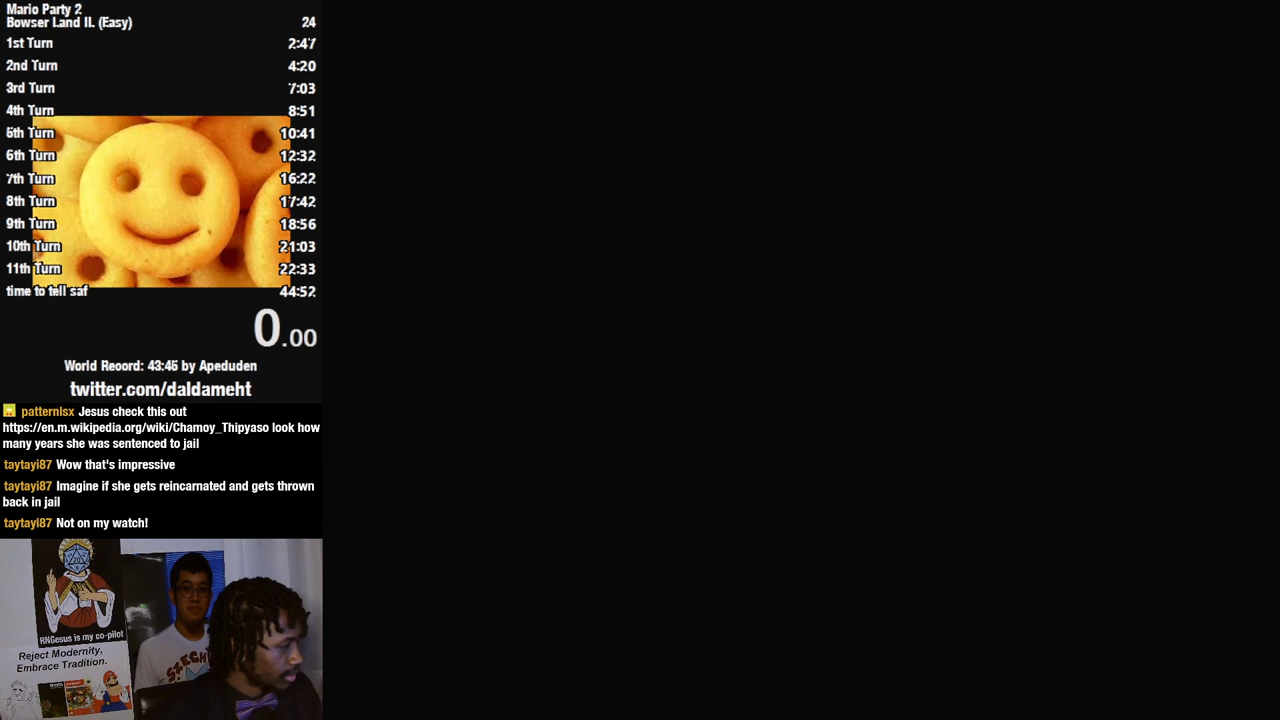 Mario Party 2
Bowser Land IL (Easy) 24
1st Turn 2:47
2nd Turn 4:20
3rd Turn 7:03
4th Turn 8:51
5th Turn 10:41
6th Turn 12:32
7th Turn 16:22
8th Turn 17:42
9th Turn 18:56
10th Turn 21:03
11th Turn 22:33
time to tell saf 44:52
0.00
World Record: 43:45 by Apeduden
twitter.com/daldameht
patternlsx Jesus check this out
https://en.m.wikipedia.org/wiki/Chamoy_Thipyaso look how
many years she was sentenced to jail
taytayi87 Wow that's impressive
taytayi87 Imagine if she gets reincarnated and gets thrown
back in jail
taytayi87 Not on my watch!
RNGesus is my co-pilot
Reject Modernity,
Embrace Tradition.